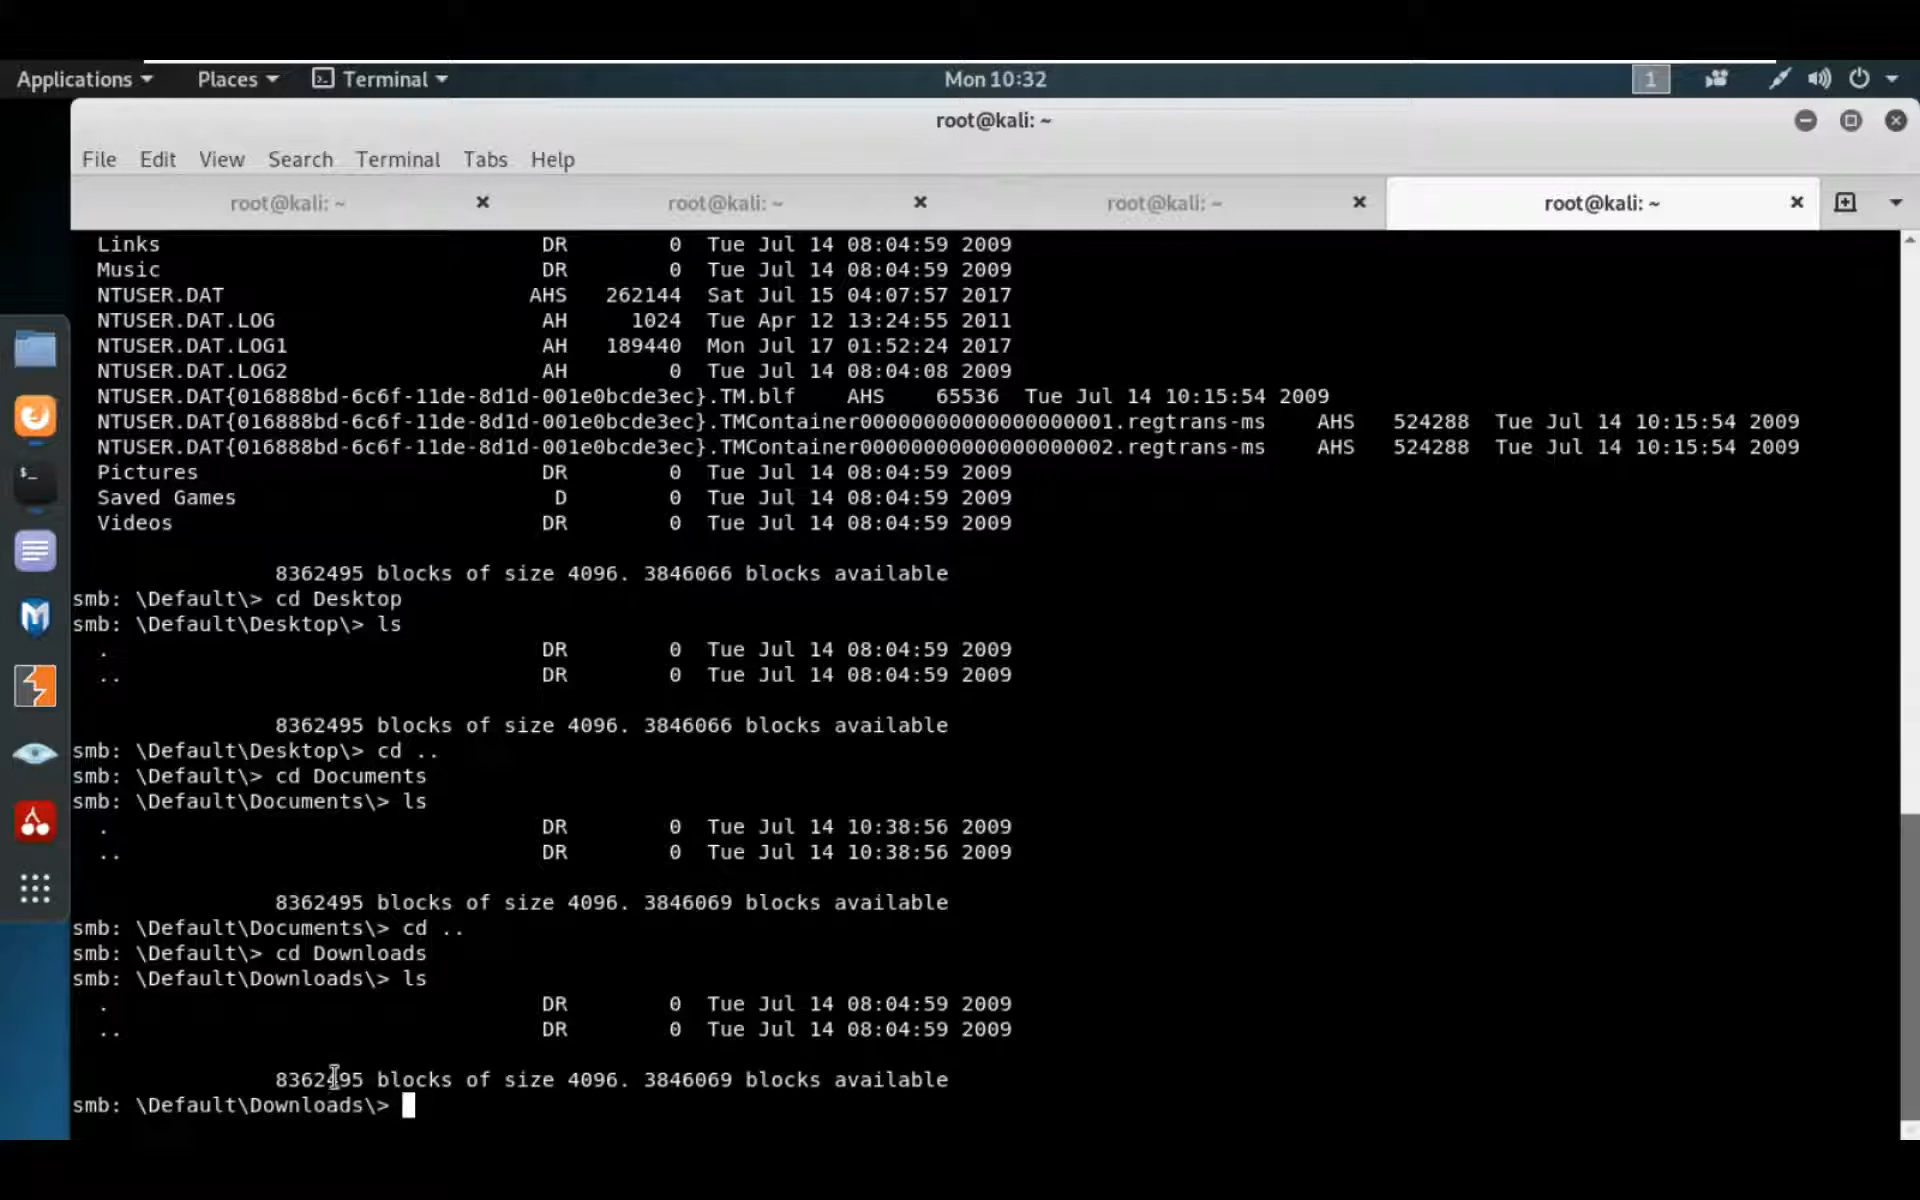 Applications Places Terminal Mon 10:32 1
root@kali: ~
File Edit View Search Terminal Tabs Help
root@kali: ~ root@kali: ~ root@kali: ~ root@kali: ~
Links DR 0 Tue Jul 14 08:04:59 2009
Music DR 0 Tue Jul 14 08:04:59 2009
NTUSER.DAT AHS 262144 Sat Jul 15 04:07:57 2017
NTUSER.DAT.LOG AH 1024 Tue Apr 12 13:24:55 2011
NTUSER.DAT.LOG1 AH 189440 Mon Jul 17 01:52:24 2017
NTUSER.DAT.LOG2 AH 0 Tue Jul 14 08:04:08 2009
NTUSER.DAT{016888bd-6c6f-11de-8d1d-001e0bcde3ec}.TM.blf AHS 65536 Tue Jul 14 10:15:54 2009
NTUSER.DAT{016888bd-6c6f-11de-8d1d-001e0bcde3ec}.TMContainer00000000000000000001.regtrans-ms AHS 524288 Tue Jul 14 10:15:54 2009
NTUSER.DAT{016888bd-6c6f-11de-8d1d-001e0bcde3ec}.TMContainer00000000000000000002.regtrans-ms AHS 524288 Tue Jul 14 10:15:54 2009
Pictures DR 0 Tue Jul 14 08:04:59 2009
Saved Games D 0 Tue Jul 14 08:04:59 2009
Videos DR 0 Tue Jul 14 08:04:59 2009
8362495 blocks of size 4096. 3846066 blocks available
smb: \Default\> cd Desktop
smb: \Default\Desktop\> ls
. DR 0 Tue Jul 14 08:04:59 2009
.. DR 0 Tue Jul 14 08:04:59 2009
8362495 blocks of size 4096. 3846066 blocks available
smb: \Default\Desktop\> cd ..
smb: \Default\> cd Documents
smb: \Default\Documents\> ls
. DR 0 Tue Jul 14 10:38:56 2009
.. DR 0 Tue Jul 14 10:38:56 2009
8362495 blocks of size 4096. 3846069 blocks available
smb: \Default\Documents\> cd ..
smb: \Default\> cd Downloads
smb: \Default\Downloads\> ls
. DR 0 Tue Jul 14 08:04:59 2009
.. DR 0 Tue Jul 14 08:04:59 2009
8362495 blocks of size 4096. 3846069 blocks available
smb: \Default\Downloads\>